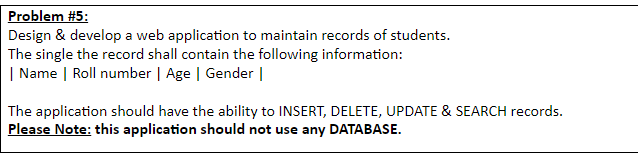 Problem #5:
Design & develop a web application to maintain records of students.
The single the record shall contain the following information:
| Name | Roll number | Age | Gender |
The application should have the ability to INSERT, DELETE, UPDATE & SEARCH records.
Please Note: this application should not use any DATABASE.